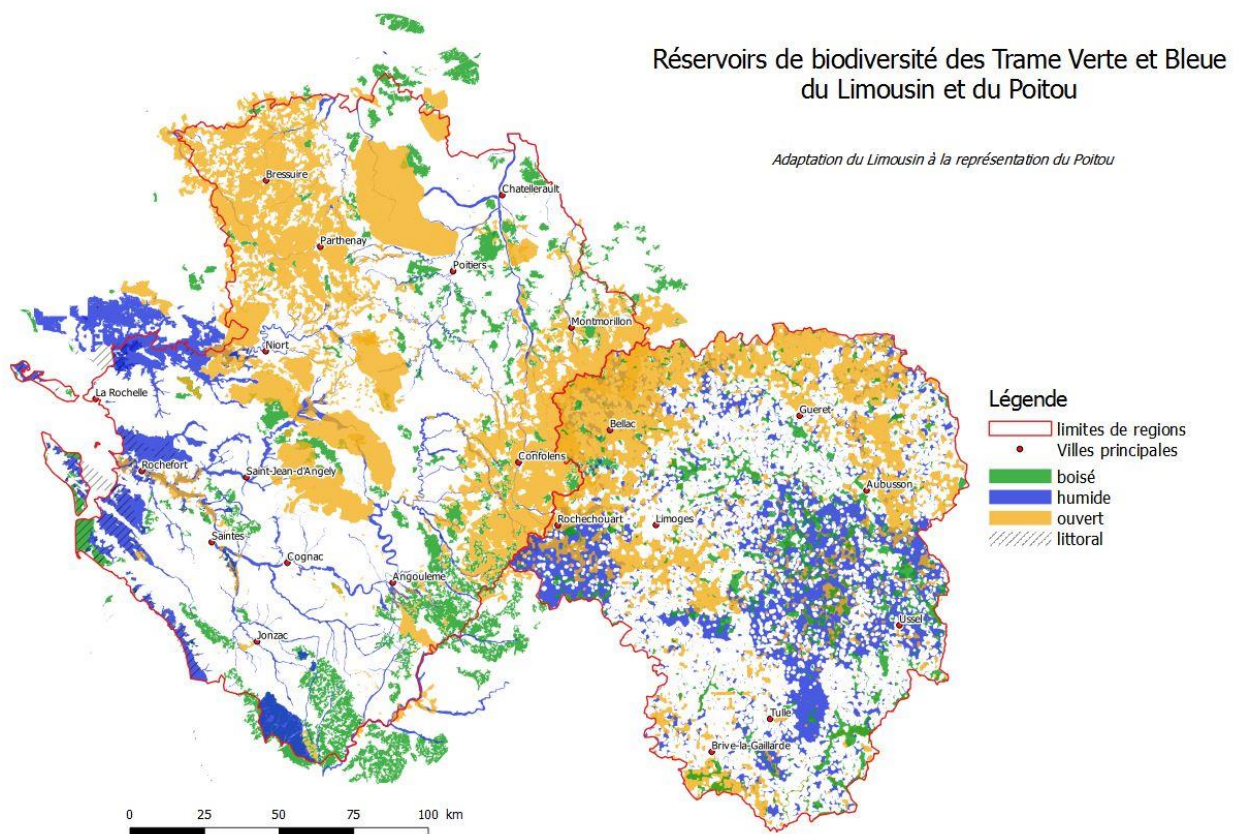 Réservoirs de biodiversité des Trame Verte et Bleue
du Limousin et du Poitou
Adaptation du Limousin à la représentation du Poitou
Bressuire
Chatellerault
Parthenay
Poitiers
Montmorillon
Niort
La Rochelle
Gueret
Bellac
Confolens
Rochefort
Saint-Jean-d'Angely
Aubusson
Rochechouart
Limoges
Saintes
Cognac
Angouleme
Ussel
Jonzac
Tulle
Brive-la-Gaillarde
Légende
limites de regions
Villes principales
boisé
humide
ouvert
littoral
0 25 50 75 100 km